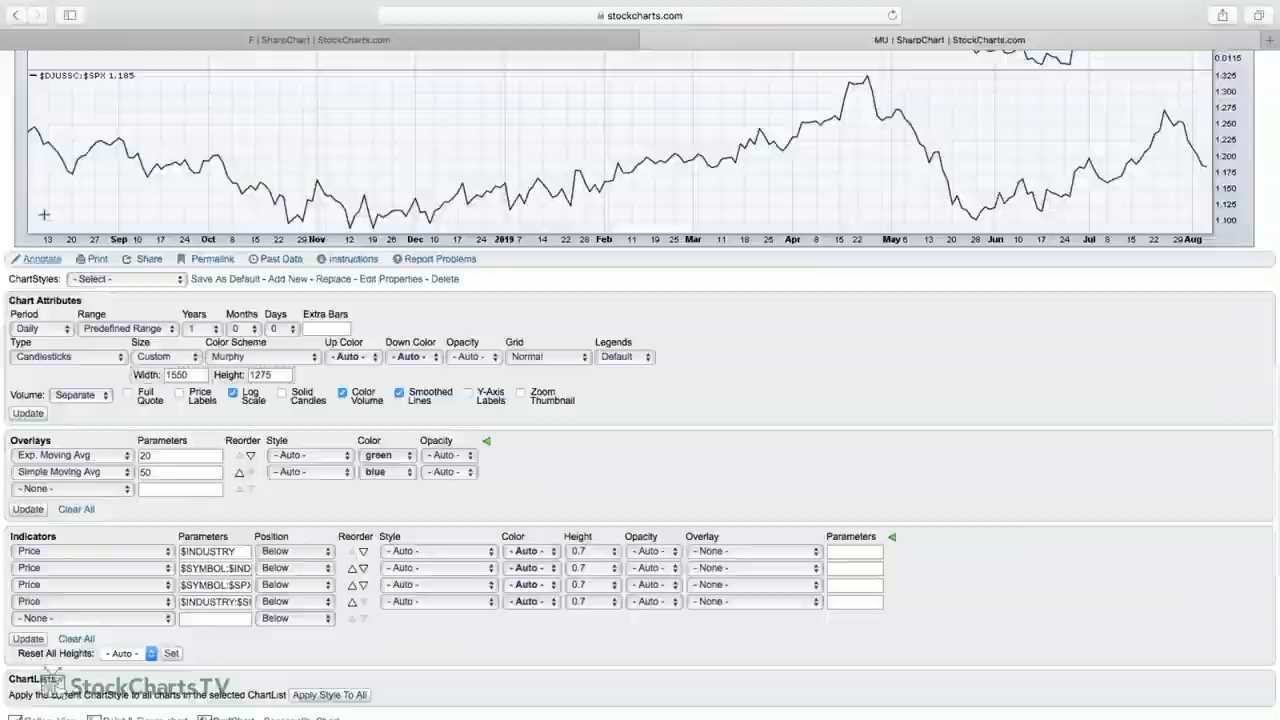 stockcharts.com
F | SharpChart | StockCharts.com
MU | SharpChart | StockCharts.com
0.0115
$DJUSSC:$SPX 1.185
1.325
1.300
1.275
1.250
1.225
1.200
1.175
1.150
1.125
1.100
13 20 27 Sep 10 17 24 Oct 8 15 22 29 Nov 12 19 26 Dec 10 17 24 2019 7 14 22 28 Feb 11 19 25 Mar 11 18 25 Apr 8 15 22 May 6 13 20 28 Jun 10 17 24 Jul 8 15 22 29 Aug
Annotate Print Share Permalink Past Data Instructions Report Problems
ChartStyles: - Select - Save As Default - Add New - Replace - Edit Properties - Delete
Chart Attributes
Period Range Years Months Days Extra Bars
Daily Predefined Range 1 0 0
Type Size Color Scheme Up Color Down Color Opacity Grid Legends
Candlesticks Custom Murphy - Auto - - Auto - - Auto - Normal Default
Width: 1550 Height: 1275
Volume: Separate Full Quote Price Labels Log Scale Solid Candles Color Volume Smoothed Lines Y-Axis Labels Zoom Thumbnail
Update
Overlays Parameters Reorder Style Color Opacity
Exp. Moving Avg 20 - Auto - green - Auto -
Simple Moving Avg 50 - Auto - blue - Auto -
- None -
Update Clear All
Indicators Parameters Position Reorder Style Color Height Opacity Overlay Parameters
Price $INDUSTRY Below - Auto - - Auto - 0.7 - Auto - - None -
Price $SYMBOL:$IND Below - Auto - - Auto - 0.7 - Auto - - None -
Price $SYMBOL:$SPX Below - Auto - - Auto - 0.7 - Auto - - None -
Price $INDUSTRY:$S Below - Auto - - Auto - 0.7 - Auto - - None -
- None - Below
Update Clear All
Reset All Heights: - Auto - Set
ChartLists
StockChartsTV
Apply the current ChartStyle to all charts in the selected ChartList Apply Style To All